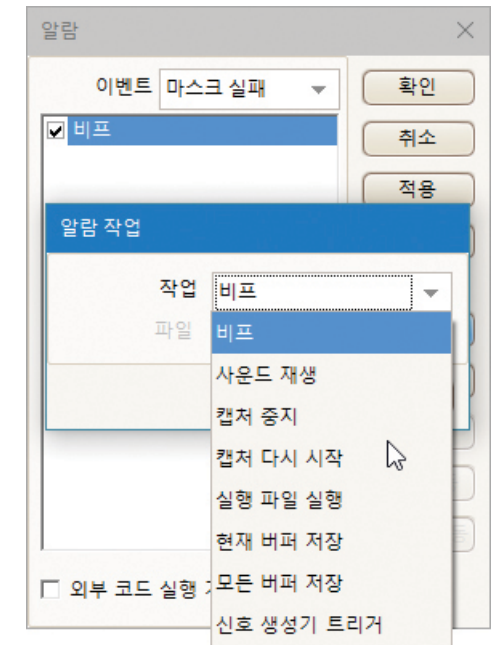 알람
이벤트 마스크 실패
확인
비프
취소
적용
알람 작업
작업 비프
파일
비프
사운드 재생
캡처 중지
캡처 다시 시작
실행 파일 실행
현재 버퍼 저장
모든 버퍼 저장
외부 코드 실행
신호 생성기 트리거